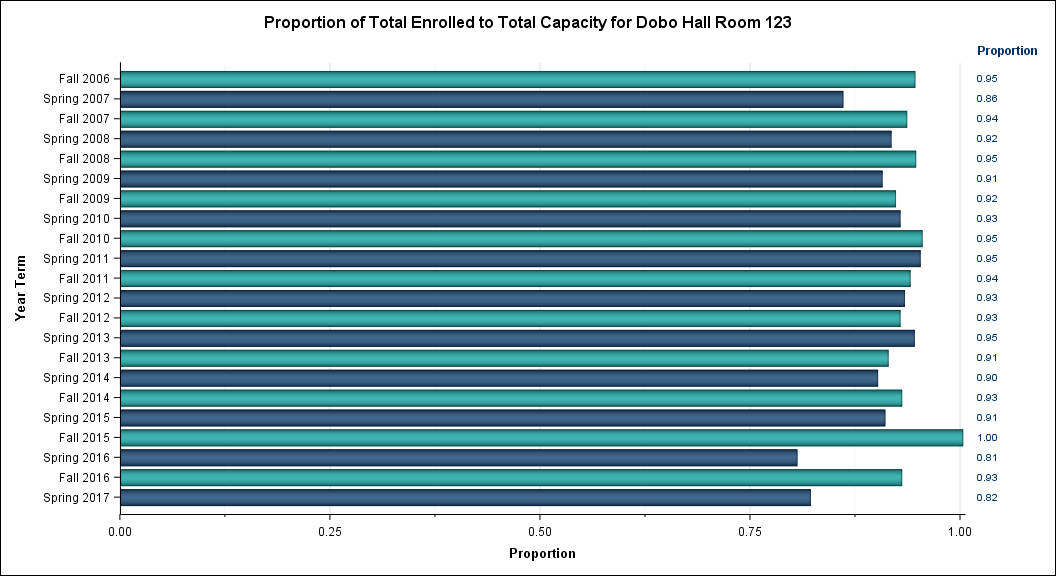 Proportion of Total Enrolled to Total Capacity for Dobo Hall Room 123
Proportion
Fall 2006 0.95
Spring 2007 0.86
Fall 2007 0.94
Spring 2008 0.92
Fall 2008 0.95
Spring 2009 0.91
Fall 2009 0.92
Spring 2010 0.93
Fall 2010 0.95
Spring 2011 0.95
Fall 2011 0.94
Spring 2012 0.93
Fall 2012 0.93
Spring 2013 0.95
Fall 2013 0.91
Spring 2014 0.90
Fall 2014 0.93
Spring 2015 0.91
Fall 2015 1.00
Spring 2016 0.81
Fall 2016 0.93
Spring 2017 0.82
Year Term
0.00 0.25 0.50 0.75 1.00
Proportion